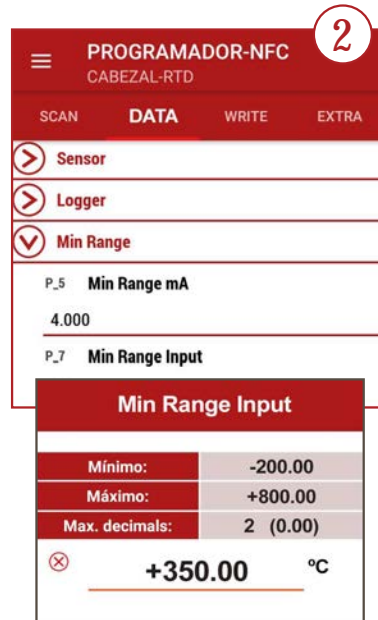 2
PROGRAMADOR-NFC
CABEZAL-RTD
SCAN DATA WRITE EXTRA
Sensor
Logger
Min Range
P_5 Min Range mA
4.000
P_7 Min Range Input
Min Range Input
Mínimo: -200.00
Máximo: +800.00
Max. decimals: 2 (0.00)
+350.00 ºC